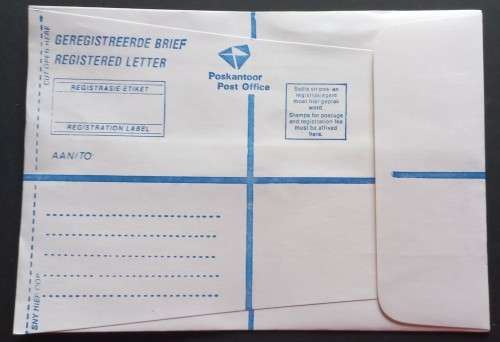 GEREGISTREERDE BRIEF
REGISTERED LETTER
CUT OPEN HERE
Poskantoor
Post Office
REGISTRASIE-ETIKET
REGISTRATION LABEL
Seëls vir pos- en
registrasiegeld
must hier geplak
word.
Stamps for postage
and registration fee
must be affixed
here.
AAN/TO:
SNY HIER OOP